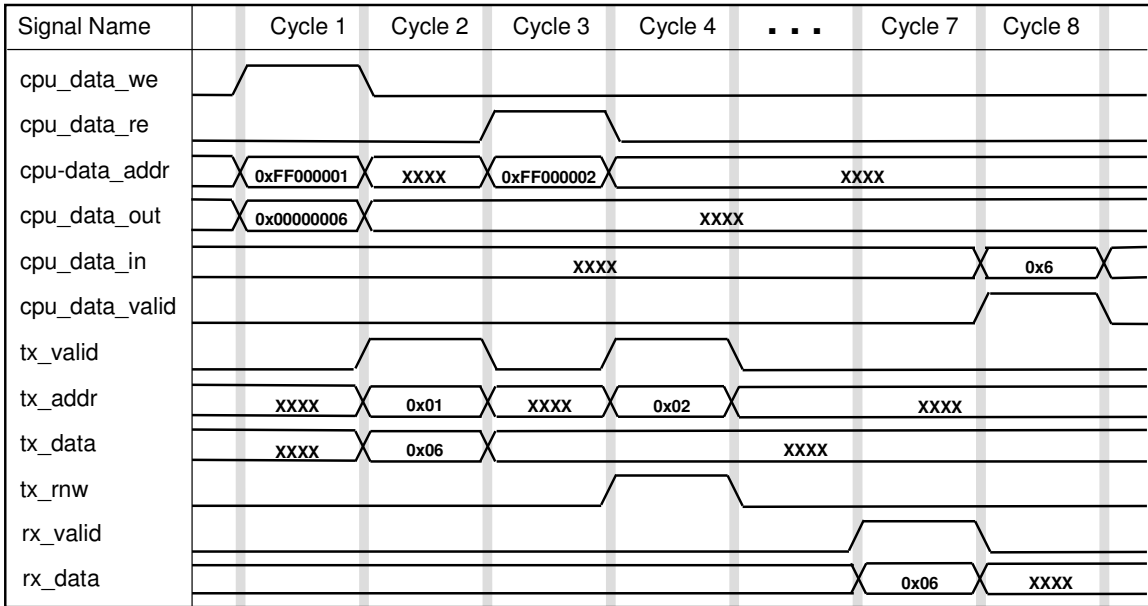 Signal Name Cycle 1 Cycle 2 Cycle 3 Cycle 4 . . . Cycle 7 Cycle 8
cpu_data_we
cpu_data_re
cpu-data_addr 0xFF000001 XXXX 0xFF000002 XXXX
cpu_data_out 0x00000006 XXXX
cpu_data_in XXXX 0x6
cpu_data_valid
tx_valid
tx_addr XXXX 0x01 XXXX 0x02 XXXX
tx_data XXXX 0x06 XXXX
tx_rnw
rx_valid
rx_data 0x06 XXXX